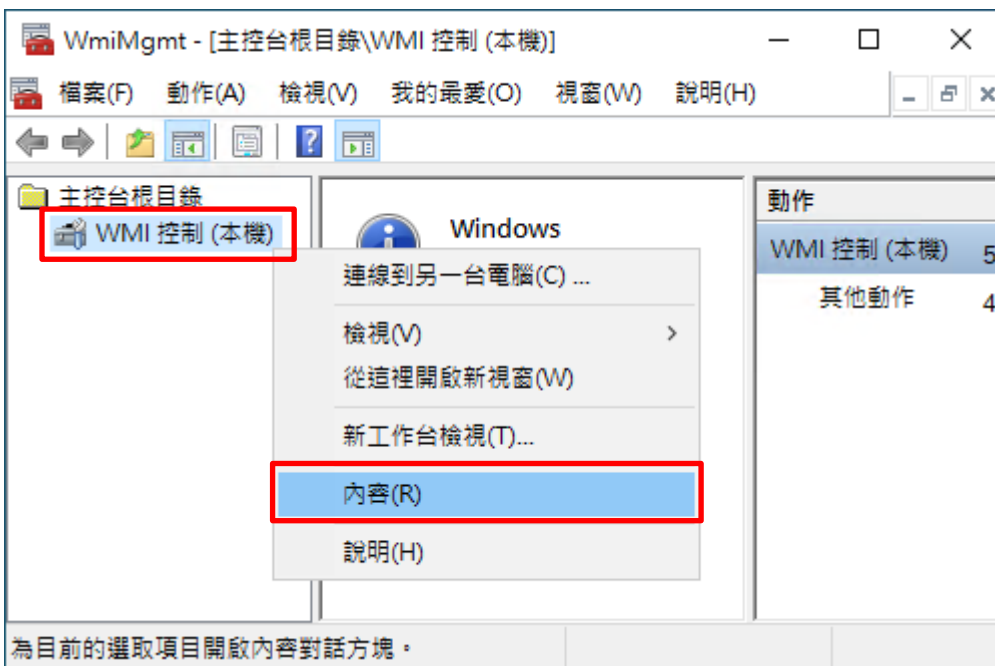 WmiMgmt - [主控台根目錄\WMI 控制 (本機)]
檔案(F) 動作(A) 檢視(V) 我的最愛(O) 視窗(W) 說明(H)
主控台根目錄
WMI 控制 (本機)
Windows
連線到另一台電腦(C) ...
檢視(V)
從這裡開啟新視窗(W)
新工作台檢視(T)...
內容(R)
說明(H)
動作
WMI 控制 (本機) 5
其他動作 4
為目前的選取項目開啟內容對話方塊。